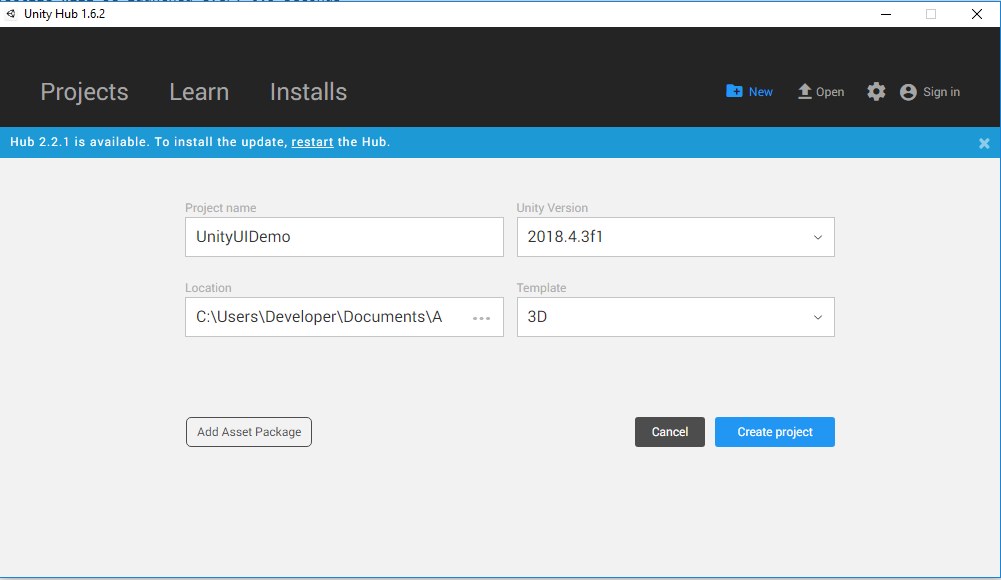 Unity Hub 1.6.2
Projects Learn Installs New Open Sign in
Hub 2.2.1 is available. To install the update, restart the Hub.
Project name Unity Version
UnityUIDemo 2018.4.3f1
Location Template
C:\Users\Developer\Documents\A ... 3D
Add Asset Package Cancel Create project